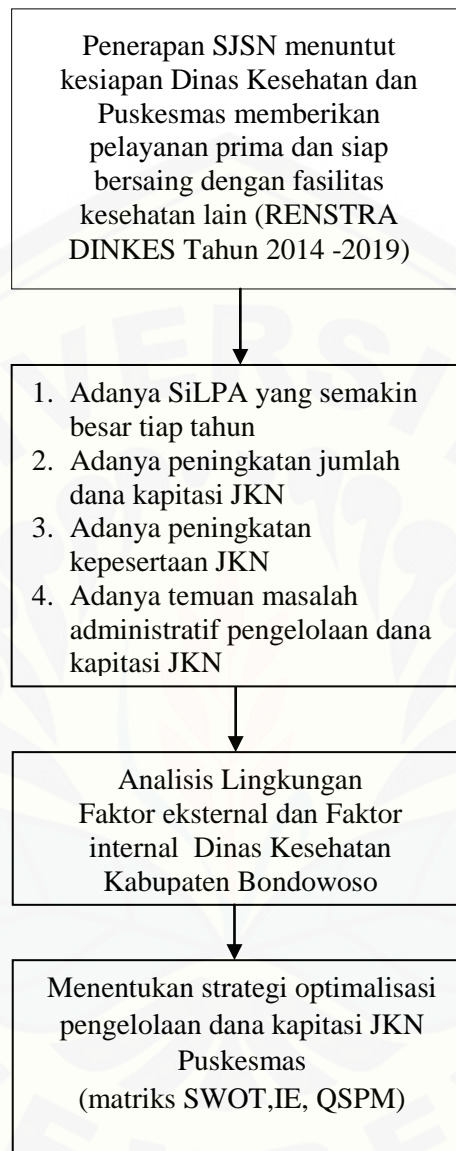 Penerapan SJSN menuntut
kesiapan Dinas Kesehatan dan
Puskesmas memberikan
pelayanan prima dan siap
bersaing dengan fasilitas
kesehatan lain (RENSTRA
DINKES Tahun 2014 -2019)
1. Adanya SiLPA yang semakin
besar tiap tahun
2. Adanya peningkatan jumlah
dana kapitasi JKN
3. Adanya peningkatan
kepesertaan JKN
4. Adanya temuan masalah
administratif pengelolaan dana
kapitasi JKN
Analisis Lingkungan
Faktor eksternal dan Faktor
internal Dinas Kesehatan
Kabupaten Bondowoso
Menentukan strategi optimalisasi
pengelolaan dana kapitasi JKN
Puskesmas
(matriks SWOT,IE, QSPM)